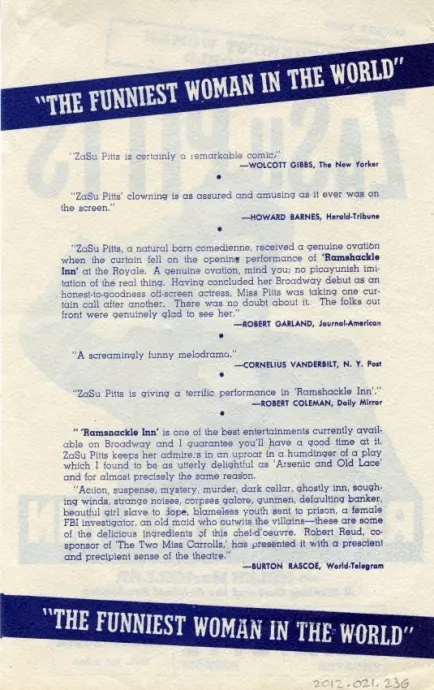 "THE FUNNIEST WOMAN IN THE WORLD"
"ZaSu Pitts is certainly a remarkable comic."
—WOLCOTT GIBBS, The New Yorker
•
"ZaSu Pitts' clowning is as assured and amusing as it ever was on
the screen."
—HOWARD BARNES, Herald-Tribune
•
"ZaSu Pitts, a natural born comedienne, received a genuine ovation
when the curtain fell on the opening performance of 'Ramshackle
Inn' at the Royale. A genuine ovation, mind you; no picayunish imi-
tation of the real thing. Having concluded her Broadway debut as an
honest-to-goodness off-screen actress, Miss Pitts was taking one cur-
tain call after another. There was no doubt about it. The folks out
front were genuinely glad to see her."
—ROBERT GARLAND, Journal-American
•
"A screamingly funny melodrama."
—CORNELIUS VANDERBILT, N. Y. Post
•
"ZaSu Pitts is giving a terrific performance in 'Ramshackle Inn'."
—ROBERT COLEMAN, Daily Mirror
•
" 'Ramsnackle Inn' is one of the best entertainments currently avail-
able on Broadway and I guarantee you'll have a good time at it.
ZaSu Pitts keeps her admirers in an uproar in a humdinger of a play
which I found to be as utterly delightful as 'Arsenic and Old Lace'
and for almost precisely the same reason.
"Action, suspense, mystery, murder, dark cellar, ghostly inn, sough-
ing winds, strange noises, corpses galore, gunmen, defaulting banker,
beautiful girl slave to dope, blameless youth sent to prison, a female
FBI investigator, an old maid who outwits the villains—these are some
of the delicious ingredients of this chef-d'oeuvre. Robert Reud, co-
sponsor of 'The Two Miss Carrolls,' has presented it with a prescient
and precipient sense of the theatre."
—BURTON RASCOE, World-Telegram
"THE FUNNIEST WOMAN IN THE WORLD"
2012.021.236